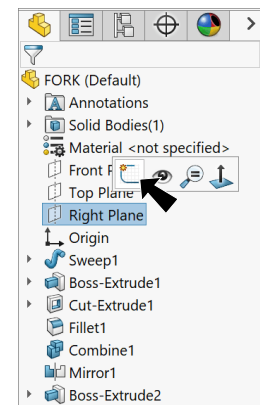 FORK (Default)
Annotations
Solid Bodies(1)
Material <not specified>
Front
Top Plane
Right Plane
Origin
Sweep1
Boss-Extrude1
Cut-Extrude1
Fillet1
Combine1
Mirror1
Boss-Extrude2